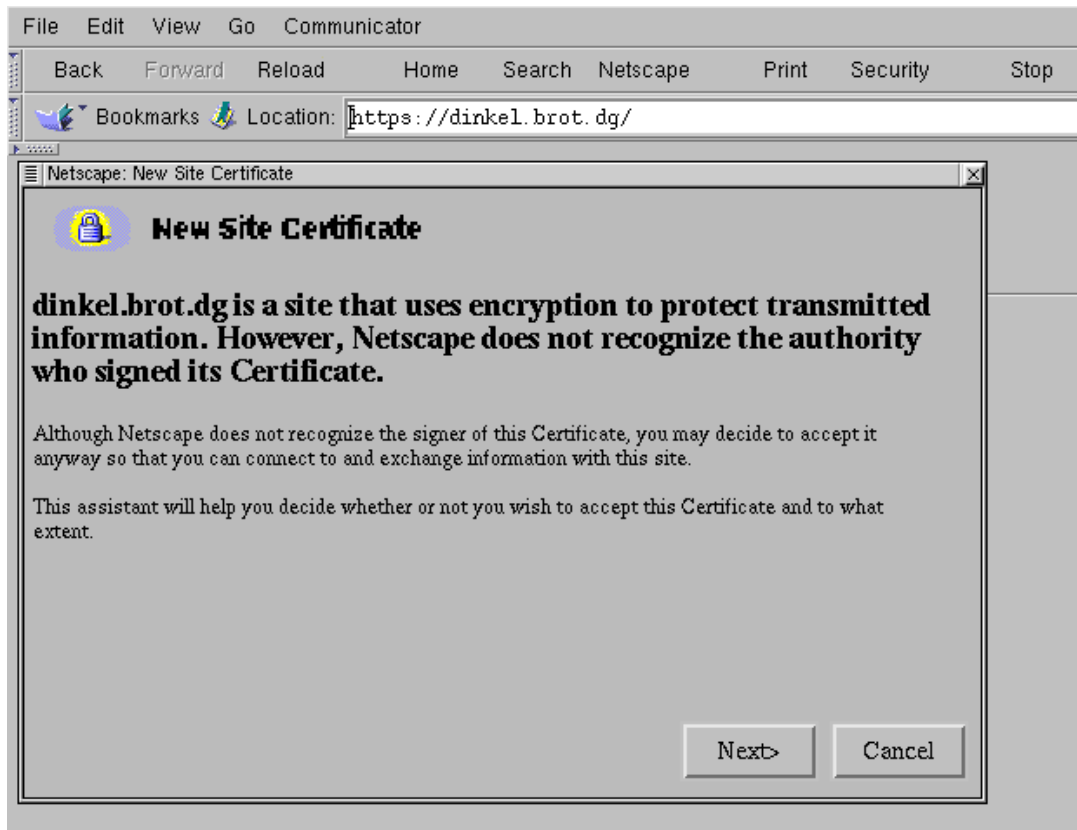 File Edit View Go Communicator
Back Forward Reload Home Search Netscape Print Security Stop
Bookmarks Location: https://dinkel.brot.dg/
Netscape: New Site Certificate
New Site Certificate
dinkel.brot.dg is a site that uses encryption to protect transmitted
information. However, Netscape does not recognize the authority
who signed its Certificate.
Although Netscape does not recognize the signer of this Certificate, you may decide to accept it
anyway so that you can connect to and exchange information with this site.
This assistant will help you decide whether or not you wish to accept this Certificate and to what
extent.
Next> Cancel